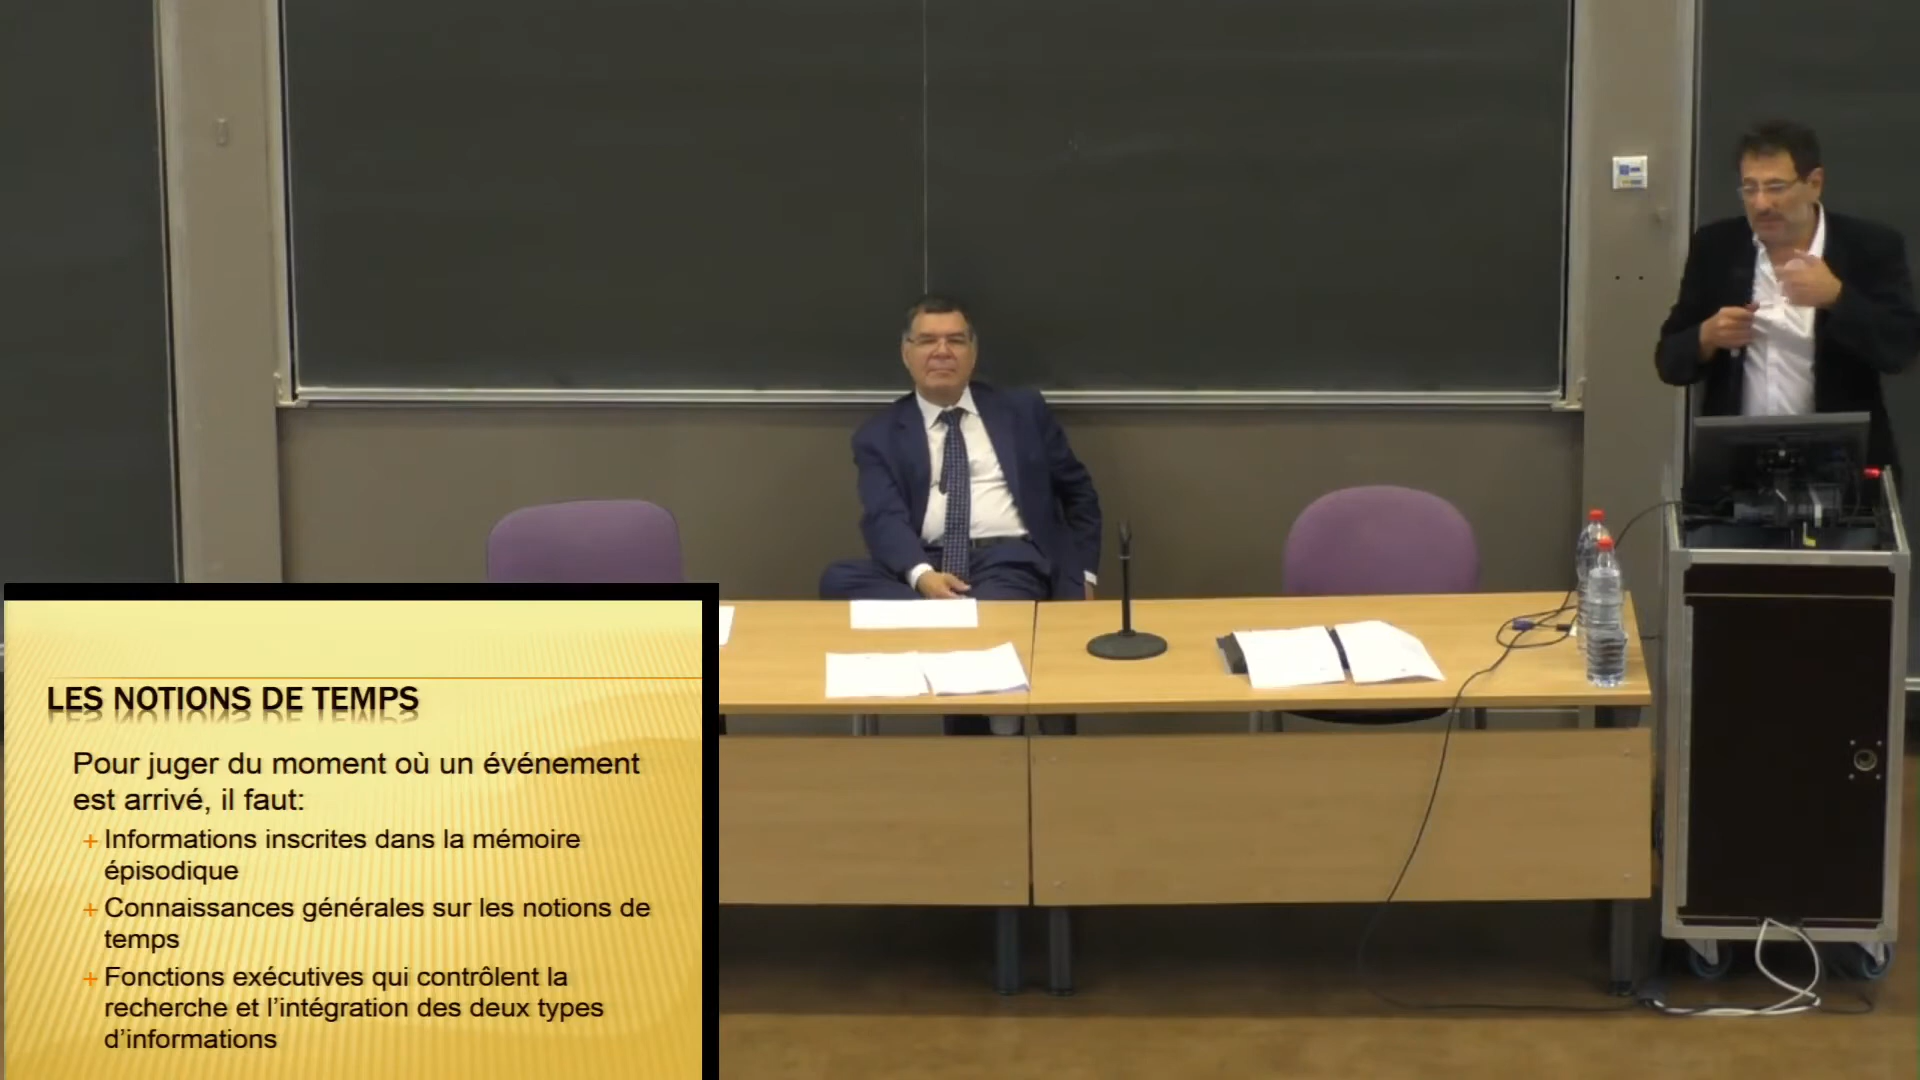 LES NOTIONS DE TEMPS
Pour juger du moment où un événement
est arrivé, il faut:
+ Informations inscrites dans la mémoire
épisodique
+ Connaissances générales sur les notions de
temps
+ Fonctions exécutives qui contrôlent la
recherche et l’intégration des deux types
d’informations